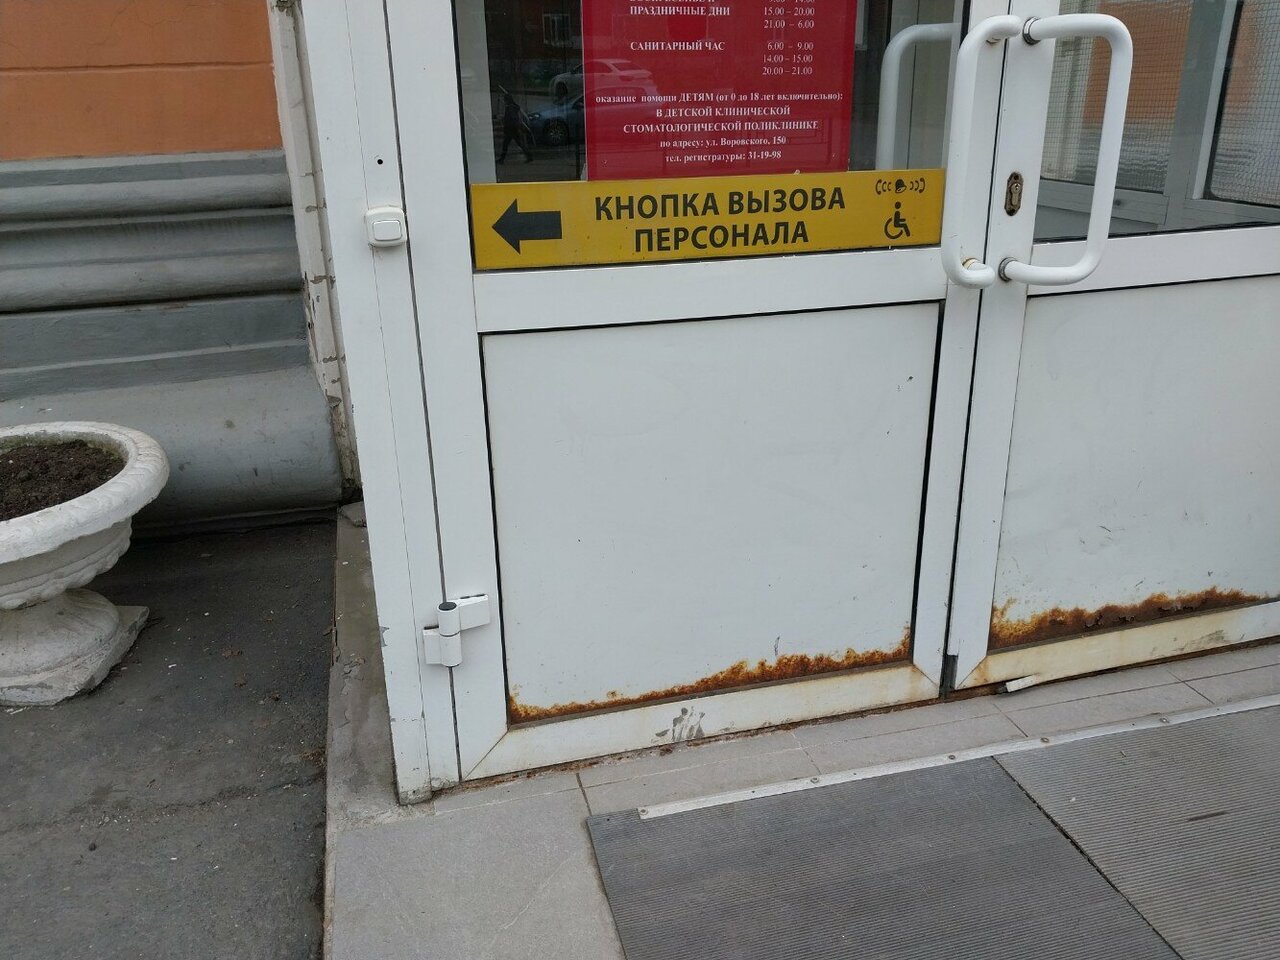 ПРАЗДНИЧНЫЕ ДНИ 15.00 – 20.00
21.00 – 6.00
САНИТАРНЫЙ ЧАС 6.00 – 9.00
14.00 – 15.00
20.00 – 21.00
оказание помощи ДЕТЯМ (от 0 до 18 лет включительно):
В ДЕТСКОЙ КЛИНИЧЕСКОЙ
СТОМАТОЛОГИЧЕСКОЙ ПОЛИКЛИНИКЕ
по адресу: ул. Воровского, 150
тел. регистратуры: 31-19-98
КНОПКА ВЫЗОВА
ПЕРСОНАЛА